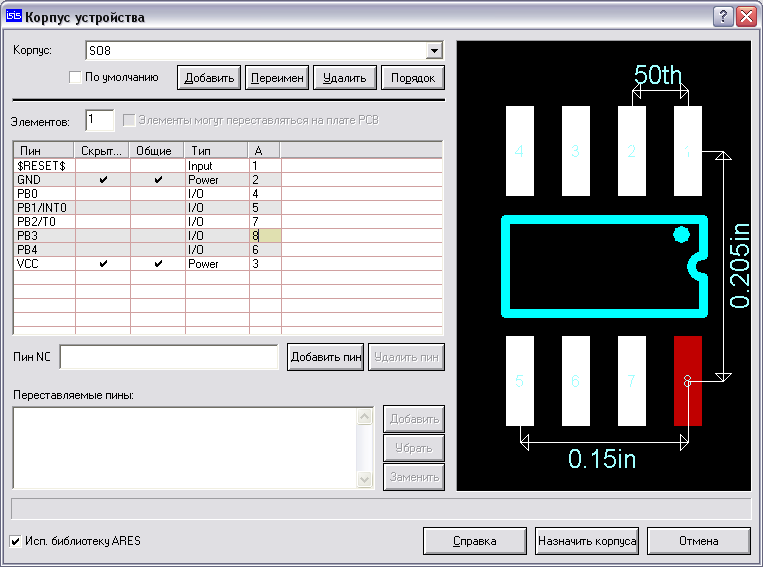 isis Корпус устройства
Корпус: SO8
По умолчанию Добавить Переимен Удалить Порядок
Элементов: 1 Элементы могут переставляться на плате PCB
Пин Скрыт... Общие Тип A
$RESET$ Input 1
GND ✔ ✔ Power 2
PB0 I/O 4
PB1/INT0 I/O 5
PB2/T0 I/O 7
PB3 I/O 8
PB4 I/O 6
VCC ✔ ✔ Power 3
Пин NC Добавить пин Удалить пин
Переставляемые пины:
Добавить
Убрать
Заменить
50th
4 3 2 1
0.205in
5 6 7 8
0.15in
Исп. библиотеку ARES Справка Назначить корпуса Отмена